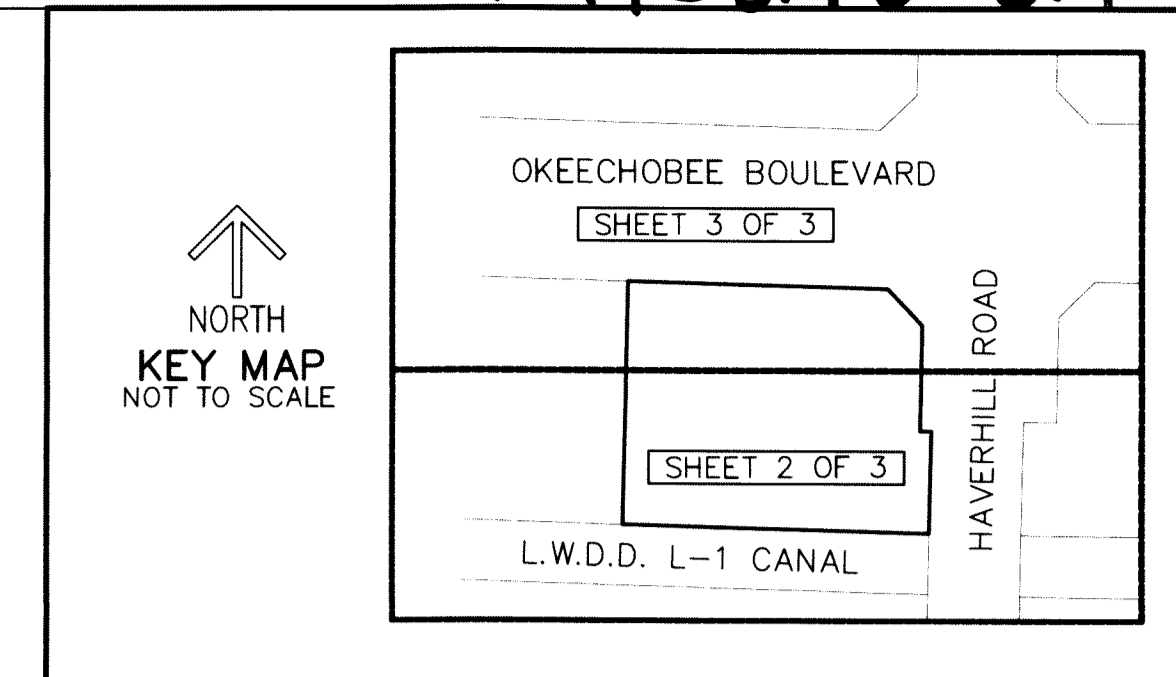 OKEECHOBEE BOULEVARD
SHEET 3 OF 3
NORTH
KEY MAP
NOT TO SCALE
HAVERHILL ROAD
SHEET 2 OF 3
L.W.D.D. L-1 CANAL